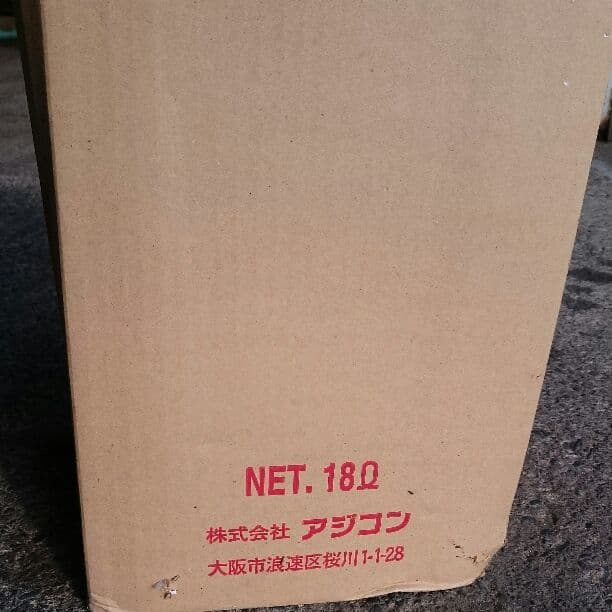 NET. 18Ω
株式会社 アジコン
大阪市浪速区桜川1-1-28